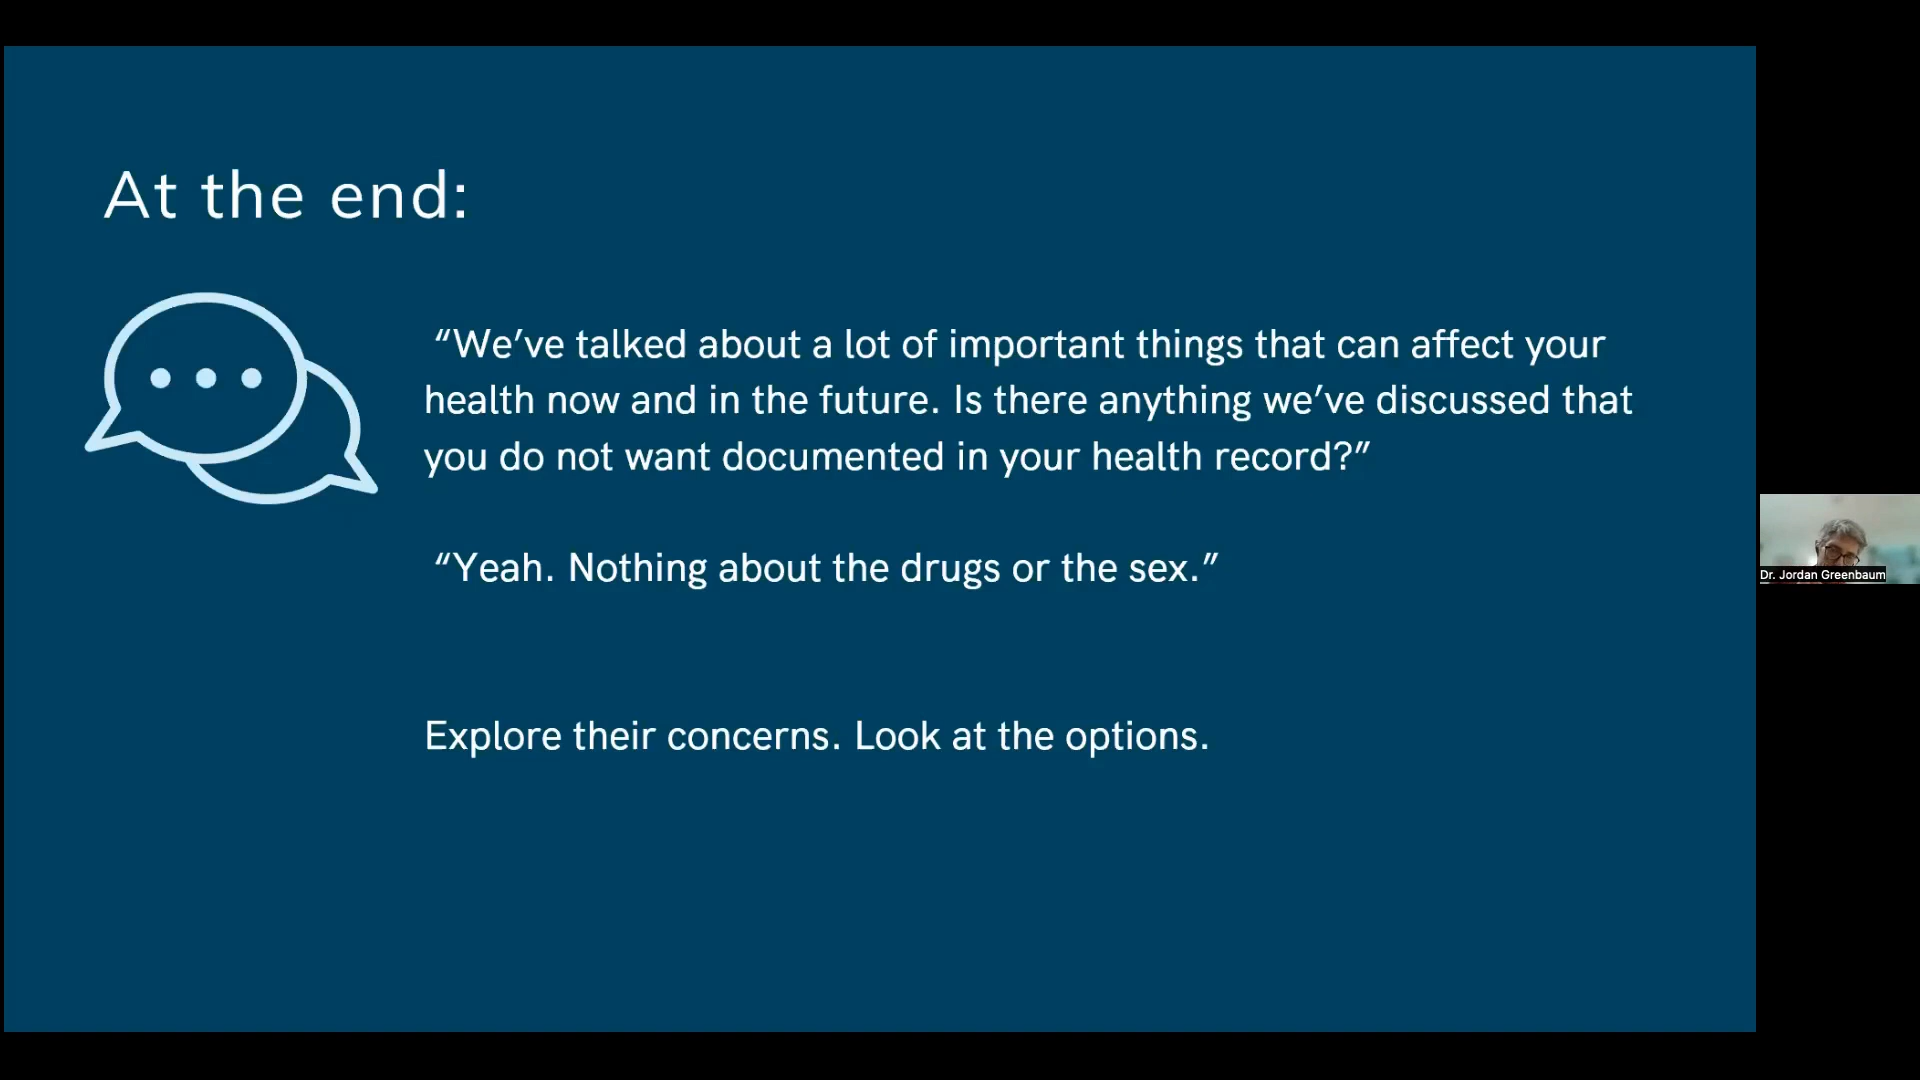 At the end:
“We’ve talked about a lot of important things that can affect your
health now and in the future. Is there anything we’ve discussed that
you do not want documented in your health record?”
“Yeah. Nothing about the drugs or the sex.”
Explore their concerns. Look at the options.
Dr. Jordan Greenbaum